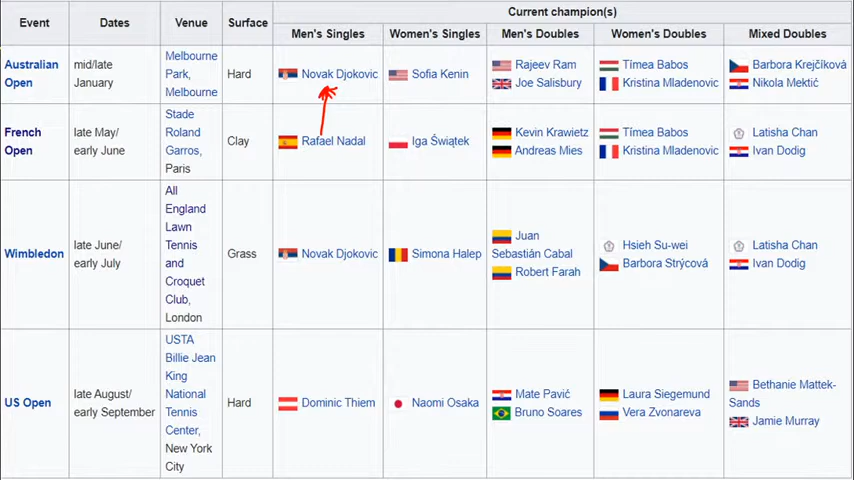 Event Dates Venue Surface Current champion(s)
Men's Singles Women's Singles Men's Doubles Women's Doubles Mixed Doubles
Australian
Open
mid/late
January
Melbourne
Park,
Melbourne
Hard
Novak Djokovic
Sofia Kenin
Rajeev Ram
Joe Salisbury
Tímea Babos
Kristina Mladenovic
Barbora Krejčíková
Nikola Mektić
French
Open
late May/
early June
Stade
Roland
Garros,
Paris
Clay
Rafael Nadal
Iga Świątek
Kevin Krawietz
Andreas Mies
Tímea Babos
Kristina Mladenovic
Latisha Chan
Ivan Dodig
Wimbledon
late June/
early July
All
England
Lawn
Tennis
and
Croquet
Club,
London
Grass
Novak Djokovic
Simona Halep
Juan
Sebastián Cabal
Robert Farah
Hsieh Su-wei
Barbora Strýcová
Latisha Chan
Ivan Dodig
US Open
late August/
early September
USTA
Billie Jean
King
National
Tennis
Center,
New York
City
Hard
Dominic Thiem
Naomi Osaka
Mate Pavić
Bruno Soares
Laura Siegemund
Vera Zvonareva
Bethanie Mattek-
Sands
Jamie Murray